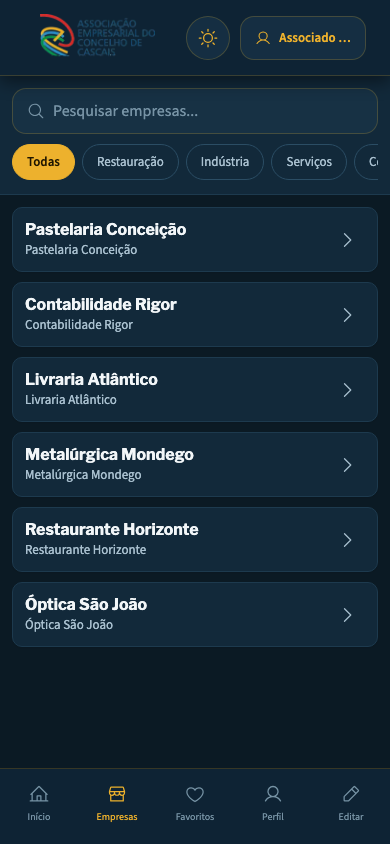 ASSOCIAÇÃO
EMPRESARIAL DO
CONCELHO DE
CASCAIS
Associado ...
Pesquisar empresas...
Todas
Restauração
Indústria
Serviços
Pastelaria Conceição
Pastelaria Conceição
Contabilidade Rigor
Contabilidade Rigor
Livraria Atlântico
Livraria Atlântico
Metalúrgica Mondego
Metalúrgica Mondego
Restaurante Horizonte
Restaurante Horizonte
Óptica São João
Óptica São João
Início
Empresas
Favoritos
Perfil
Editar